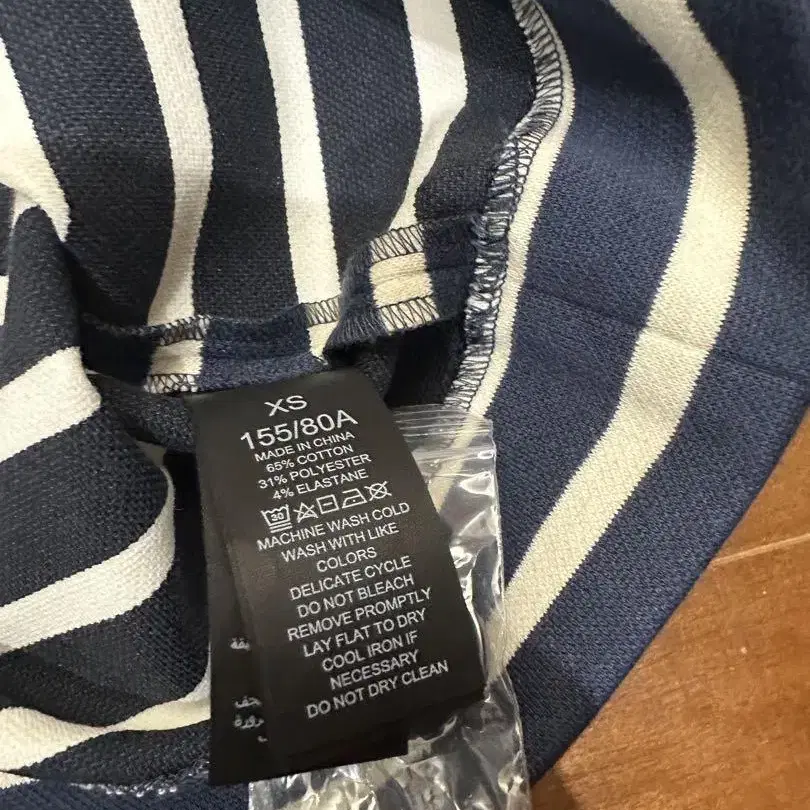 XS
155/80A
MADE IN CHINA
65% COTTON
31% POLYESTER
4% ELASTANE
30
MACHINE WASH COLD
WASH WITH LIKE
COLORS
DELICATE CYCLE
DO NOT BLEACH
REMOVE PROMPTLY
LAY FLAT TO DRY
COOL IRON IF
NECESSARY
DO NOT DRY CLEAN